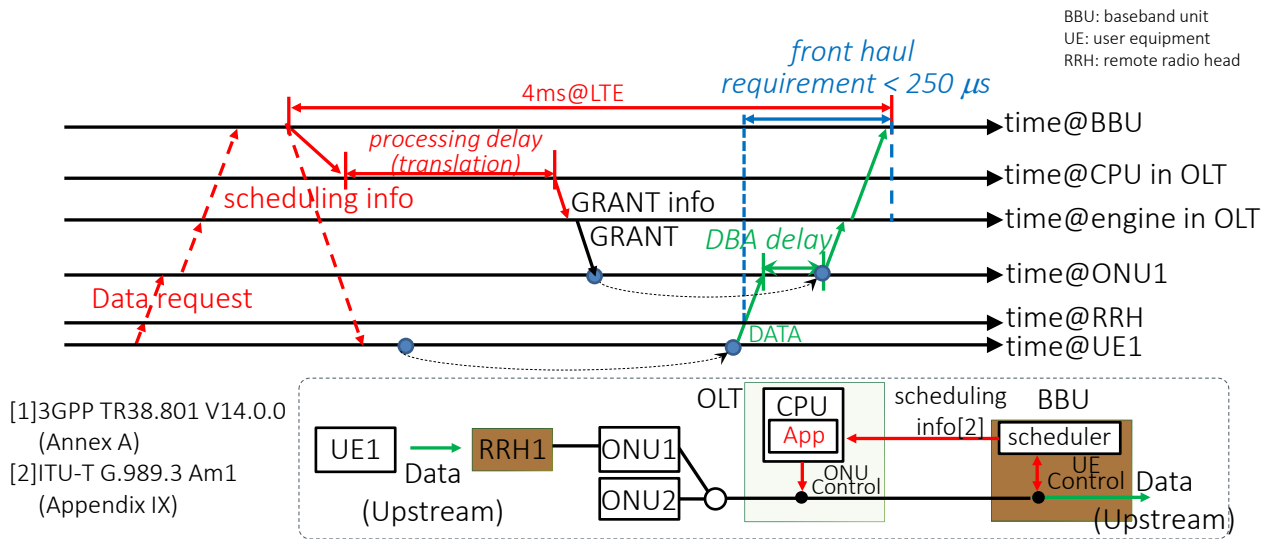 BBU: baseband unit
UE: user equipment
RRH: remote radio head
front haul
requirement < 250 μs
4ms@LTE
time@BBU
processing delay
(translation)
time@CPU in OLT
scheduling info
GRANT info
time@engine in OLT
GRANT
DBA delay
time@ONU1
Data request
time@RRH
DATA
time@UE1
[1]3GPP TR38.801 V14.0.0
(Annex A)
[2]ITU-T G.989.3 Am1
(Appendix IX)
OLT
CPU
App
scheduling
info[2]
BBU
scheduler
UE1
Data
(Upstream)
RRH1
ONU1
ONU2
ONU
Control
UE
Control
Data
(Upstream)